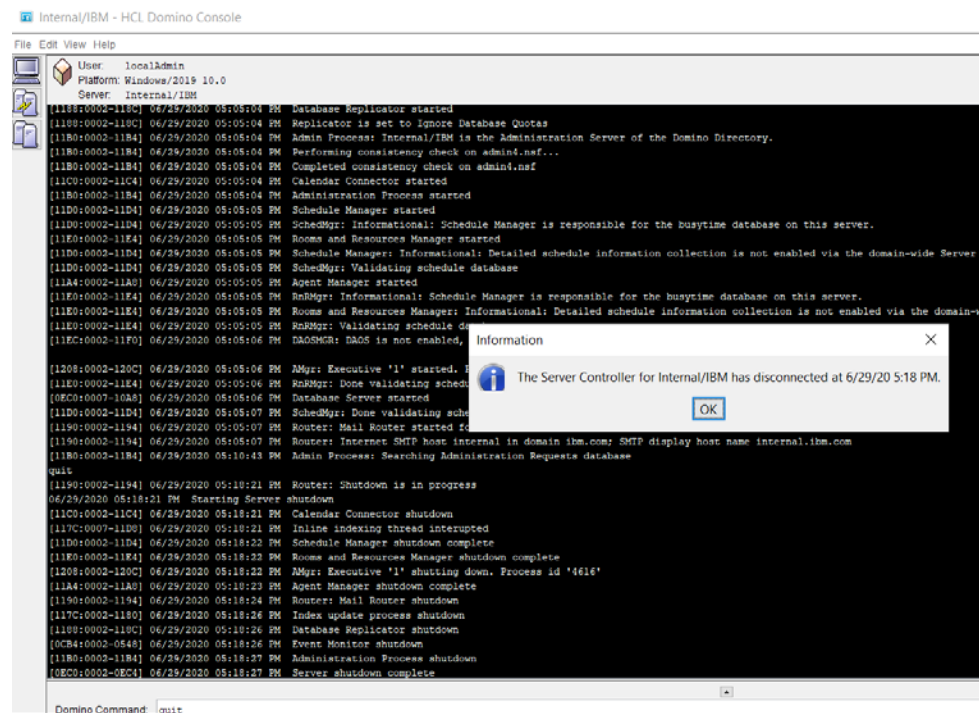 Internal/IBM - HCL Domino Console
File Edit View Help
User: localAdmin
Platform: Windows/2019 10.0
Server: Internal/IBM
[1188:0002-118C] 06/29/2020 05:05:04 PM Database Replicator started
[1188:0002-118C] 06/29/2020 05:05:04 PM Replicator is set to Ignore Database Quotas
[11B0:0002-11B4] 06/29/2020 05:05:04 PM Admin Process: Internal/IBM is the Administration Server of the Domino Directory.
[11B0:0002-11B4] 06/29/2020 05:05:04 PM Performing consistency check on admin4.nsf...
[11B0:0002-11B4] 06/29/2020 05:05:04 PM Completed consistency check on admin4.nsf
[11C0:0002-11C4] 06/29/2020 05:05:04 PM Calendar Connector started
[11B0:0002-11B4] 06/29/2020 05:05:04 PM Administration Process started
[11D0:0002-11D4] 06/29/2020 05:05:05 PM Schedule Manager started
[11D0:0002-11D4] 06/29/2020 05:05:05 PM SchedMgr: Informational: Schedule Manager is responsible for the busytime database on this server.
[11E0:0002-11E4] 06/29/2020 05:05:05 PM Rooms and Resources Manager started
[11D0:0002-11D4] 06/29/2020 05:05:05 PM Schedule Manager: Informational: Detailed schedule information collection is not enabled via the domain-wide Server
[11D0:0002-11D4] 06/29/2020 05:05:05 PM SchedMgr: Validating schedule database
[11A4:0002-11A8] 06/29/2020 05:05:05 PM Agent Manager started
[11E0:0002-11E4] 06/29/2020 05:05:05 PM RnRMgr: Informational: Schedule Manager is responsible for the busytime database on this server.
[11E0:0002-11E4] 06/29/2020 05:05:05 PM Rooms and Resources Manager: Informational: Detailed schedule information collection is not enabled via the domain-w
[11E0:0002-11E4] 06/29/2020 05:05:05 PM RnRMgr: Validating schedule da
[11EC:0002-11F0] 06/29/2020 05:05:06 PM DAOSMGR: DAOS is not enabled,
[1208:0002-120C] 06/29/2020 05:05:06 PM AMgr: Executive '1' started.
[11E0:0002-11E4] 06/29/2020 05:05:06 PM RnRMgr: Done validating schedu
[0EC0:0007-10A8] 06/29/2020 05:05:06 PM Database Server started
[11D0:0002-11D4] 06/29/2020 05:05:07 PM SchedMgr: Done validating sche
[1190:0002-1194] 06/29/2020 05:05:07 PM Router: Mail Router started fo
[1190:0002-1194] 06/29/2020 05:05:07 PM Router: Internet SMTP host internal in domain ibm.com; SMTP display host name internal.ibm.com
[11B0:0002-11B4] 06/29/2020 05:10:43 PM Admin Process: Searching Administration Requests database
quit
[1190:0002-1194] 06/29/2020 05:18:21 PM Router: Shutdown is in progress
06/29/2020 05:18:21 PM Starting Server shutdown
[11C0:0002-11C4] 06/29/2020 05:18:21 PM Calendar Connector shutdown
[117C:0007-11D8] 06/29/2020 05:18:21 PM Inline indexing thread interupted
[11D0:0002-11D4] 06/29/2020 05:18:22 PM Schedule Manager shutdown complete
[11E0:0002-11E4] 06/29/2020 05:18:22 PM Rooms and Resources Manager shutdown complete
[1208:0002-120C] 06/29/2020 05:18:22 PM AMgr: Executive '1' shutting down. Process id '4616'
[11A4:0002-11A8] 06/29/2020 05:18:23 PM Agent Manager shutdown complete
[1190:0002-1194] 06/29/2020 05:18:24 PM Router: Mail Router shutdown
[117C:0002-1180] 06/29/2020 05:18:26 PM Index update process shutdown
[1188:0002-118C] 06/29/2020 05:18:26 PM Database Replicator shutdown
[0CB4:0002-0548] 06/29/2020 05:18:26 PM Event Monitor shutdown
[11B0:0002-11B4] 06/29/2020 05:18:27 PM Administration Process shutdown
[0EC0:0002-0EC4] 06/29/2020 05:18:27 PM Server shutdown complete
Information
The Server Controller for Internal/IBM has disconnected at 6/29/20 5:18 PM.
OK
Domino Command: quit